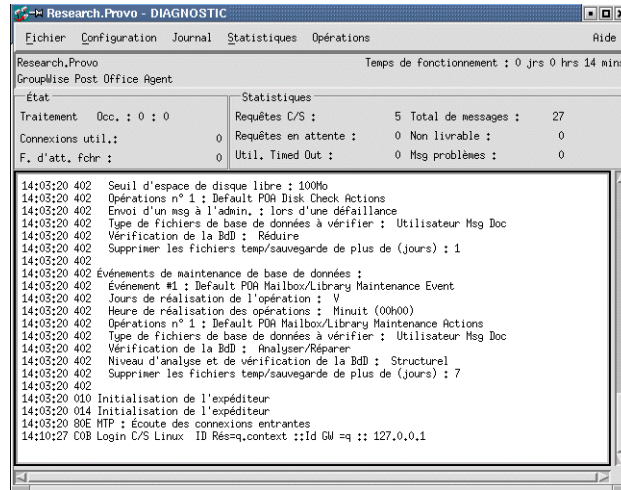 Research.Provo - DIAGNOSTIC
Fichier Configuration Journal Statistiques Opérations Aide
Research.Provo Temps de fonctionnement : 0 jrs 0 hrs 14 mins
GroupWise Post Office Agent
État
Traitement Occ. : 0 : 0
Connexions util.: 0
F. d'att. fchr : 0
Statistiques
Requêtes C/S : 5 Total de messages : 27
Requêtes en attente : 0 Non livrable : 0
Util. Timed Out : 0 Msg problèmes : 0
14:03:20 402 Seuil d'espace de disque libre : 100Mo
14:03:20 402 Opérations n° 1 : Default POA Disk Check Actions
14:03:20 402 Envoi d'un msg à l'admin. : lors d'une défaillance
14:03:20 402 Type de fichiers de base de données à vérifier : Utilisateur Msg Doc
14:03:20 402 Vérification de la BdD : Réduire
14:03:20 402 Supprimer les fichiers temp/sauvegarde de plus de (jours) : 1
14:03:20 402
14:03:20 402 Événements de maintenance de base de données :
14:03:20 402 Événement #1 : Default POA Mailbox/Library Maintenance Event
14:03:20 402 Jours de réalisation de l'opération : V
14:03:20 402 Heure de réalisation des opérations : Minuit (00h00)
14:03:20 402 Opérations n° 1 : Default POA Mailbox/Library Maintenance Actions
14:03:20 402 Type de fichiers de base de données à vérifier : Utilisateur Msg Doc
14:03:20 402 Vérification de la BdD : Analyser/Réparer
14:03:20 402 Niveau d'analyse et de vérification de la BdD : Structurel
14:03:20 402 Supprimer les fichiers temp/sauvegarde de plus de (jours) : 7
14:03:20 402
14:03:20 010 Initialisation de l'expéditeur
14:03:20 014 Initialisation de l'expéditeur
14:03:20 80E MTP : Écoute des connexions entrantes
14:10:27 C0B Login C/S Linux ID Rés=q.context ::Id GW =q :: 127.0.0.1